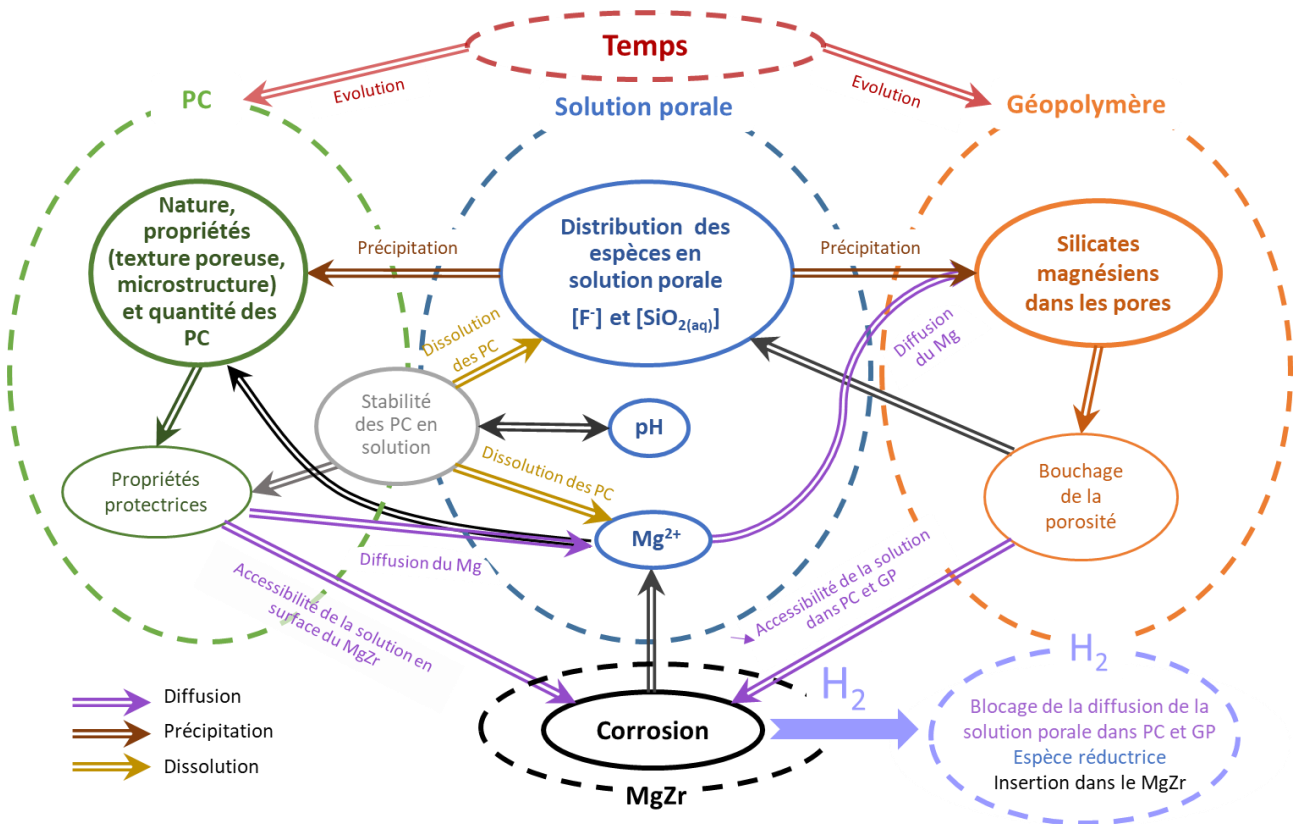 Temps
Evolution
Evolution
PC
Solution porale
Géopolymère
Nature,
propriétés
(texture poreuse,
microstructure)
et quantité des
PC
Précipitation
Distribution des
espèces en
solution porale
[F⁻] et [SiO₂₍ₐq₎]
Précipitation
Silicates
magnésiens
dans les pores
Dissolution
des PC
Diffusion
du Mg
Stabilité
des PC en
solution
pH
Propriétés
protectrices
Dissolution des PC
Bouchage
de la
porosité
Mg²⁺
Diffusion du Mg
Accessibilité de la solution en
surface du MgZr
Accessibilité de la solution
dans PC et GP
Diffusion
Précipitation
Dissolution
Corrosion
MgZr
H₂
H₂
Blocage de la diffusion de la
solution porale dans PC et GP
Espèce réductrice
Insertion dans le MgZr